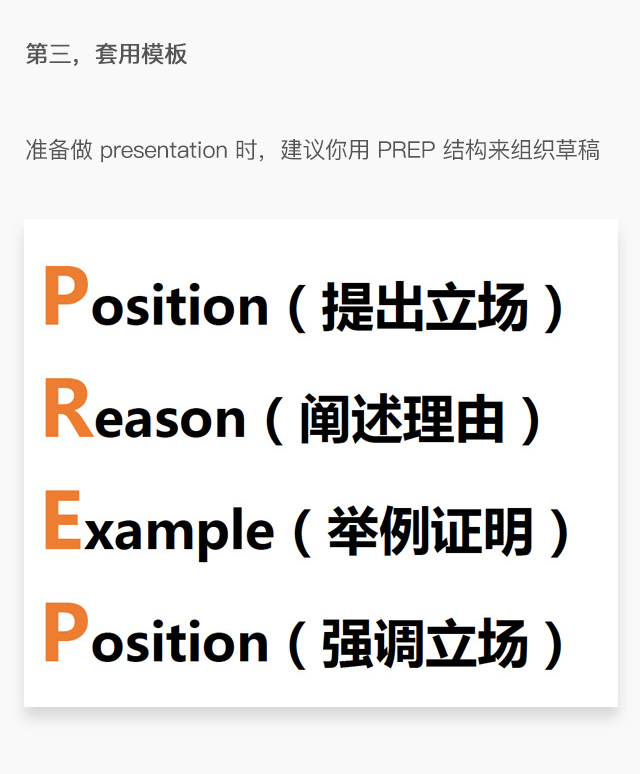 第三，套用模板
准备做 presentation 时，建议你用 PREP 结构来组织草稿
Position（提出立场）
Reason（阐述理由）
Example（举例证明）
Position（强调立场）